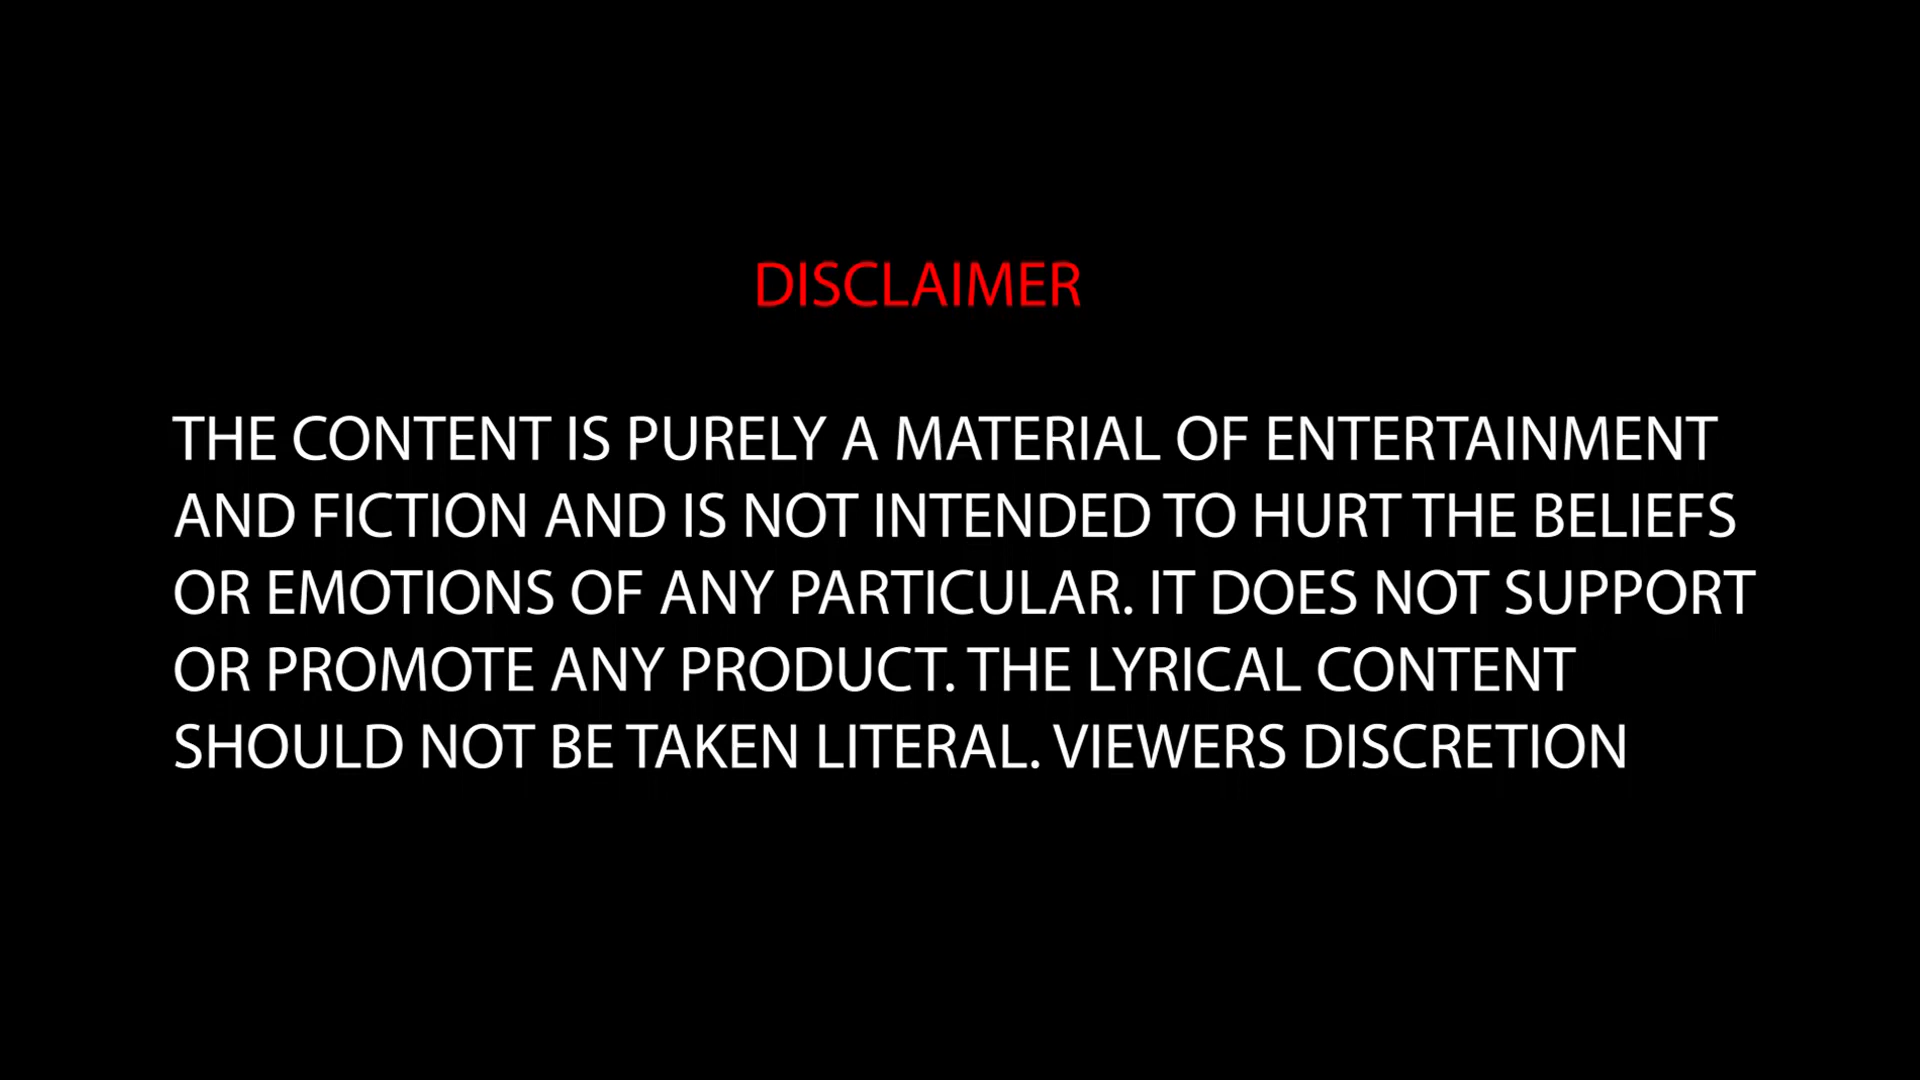 DISCLAIMER
THE CONTENT IS PURELY A MATERIAL OF ENTERTAINMENT
AND FICTION AND IS NOT INTENDED TO HURT THE BELIEFS
OR EMOTIONS OF ANY PARTICULAR. IT DOES NOT SUPPORT
OR PROMOTE ANY PRODUCT. THE LYRICAL CONTENT
SHOULD NOT BE TAKEN LITERAL. VIEWERS DISCRETION